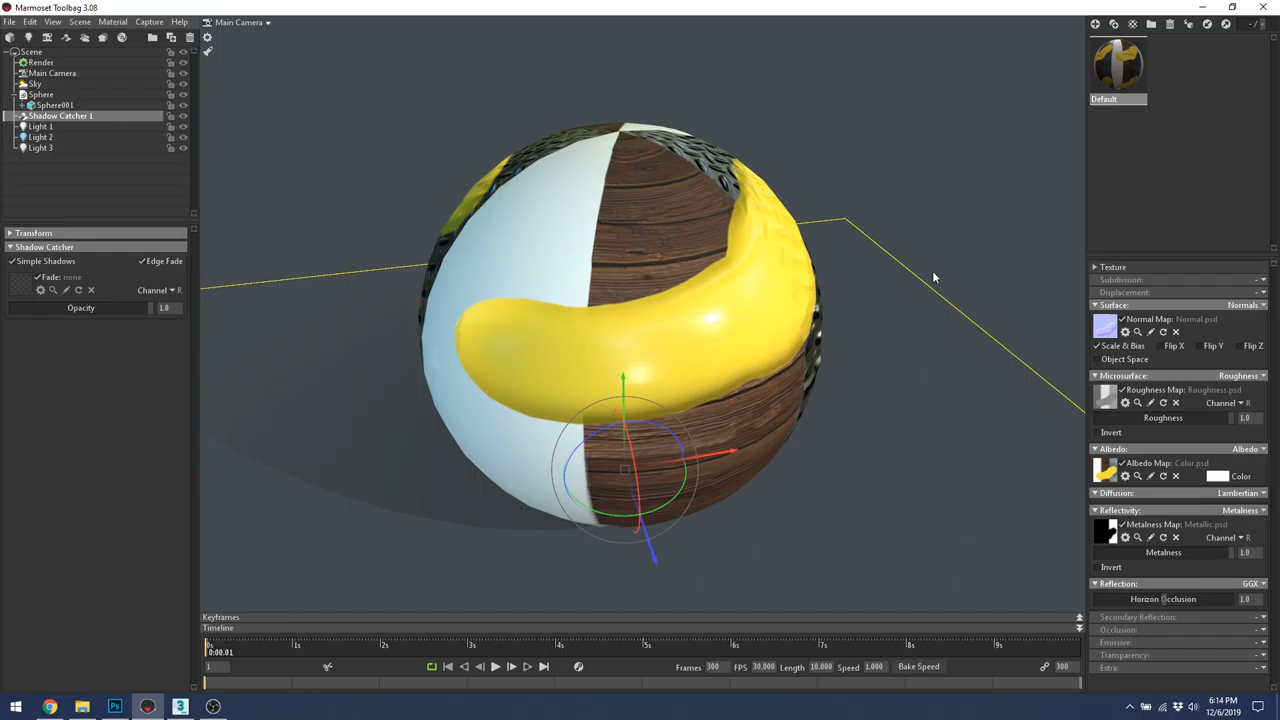 Marmoset Toolbag 3.08
File Edit View Scene Material Capture Help
Main Camera
Scene
Render
Main Camera
Sky
Sphere
Sphere001
Shadow Catcher 1
Light 1
Light 2
Light 3
Transform
Shadow Catcher
Simple Shadows Edge Fade
Fade: none
Channel R
Opacity 1.0
Keyframes
Timeline
0s 1s 2s 3s 4s 5s 6s 7s 8s 9s
0:00.01
1
Frames 300 FPS 30.000 Length 10.000 Speed 1.000 Bake Speed 300
- / +
Default
Texture
Subdivision: -
Displacement: -
Surface: Normals
Normal Map: Normal.psd
Scale & Bias Flip X Flip Y Flip Z
Object Space
Microsurface: Roughness
Roughness Map: Roughness.psd
Channel R
Roughness 1.0
Invert
Albedo: Albedo
Albedo Map: Color.psd
Color
Diffusion: Lambertian
Reflectivity: Metalness
Metalness Map: Metallic.psd
Channel R
Metalness 1.0
Invert
Reflection: GGX
Horizon Occlusion 1.0
Secondary Reflection: -
Occlusion: -
Emissive: -
Transparency: -
Extra: -
Ps
3
6:14 PM
12/6/2019